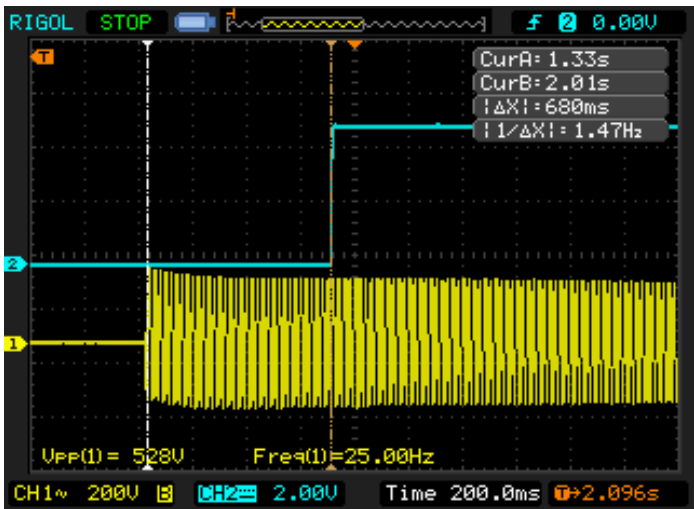 RIGOL STOP T f 2 0.00V
T
CurA=1.33s
CurB=2.01s
|ΔX|=680ms
|1/ΔX|=1.47Hz
2
1
Vpp(1)= 528V Freq(1)=25.00Hz
CH1~ 200V B CH2 2.00V Time 200.0ms T→2.096s